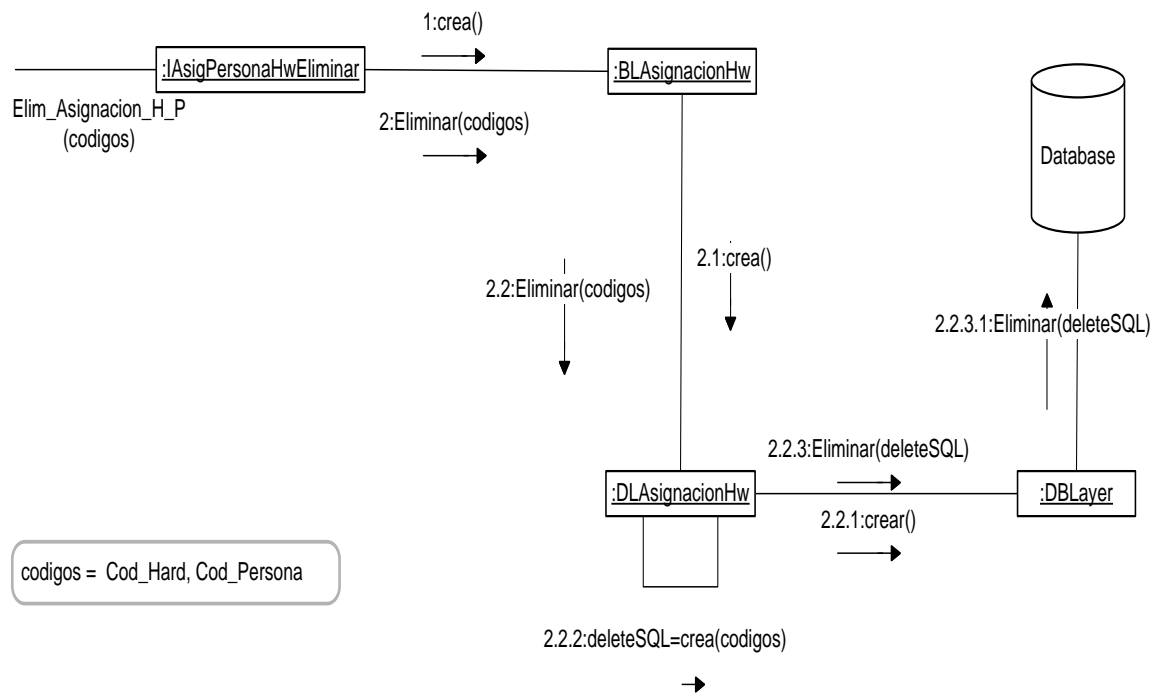 1:crea()
:IAsigPersonaHwEliminar
:BLAsignacionHw
Elim_Asignacion_H_P
(codigos)
2:Eliminar(codigos)
Database
2.1:crea()
2.2:Eliminar(codigos)
2.2.3.1:Eliminar(deleteSQL)
2.2.3:Eliminar(deleteSQL)
:DLAsignacionHw
:DBLayer
2.2.1:crear()
codigos = Cod_Hard, Cod_Persona
2.2.2:deleteSQL=crea(codigos)